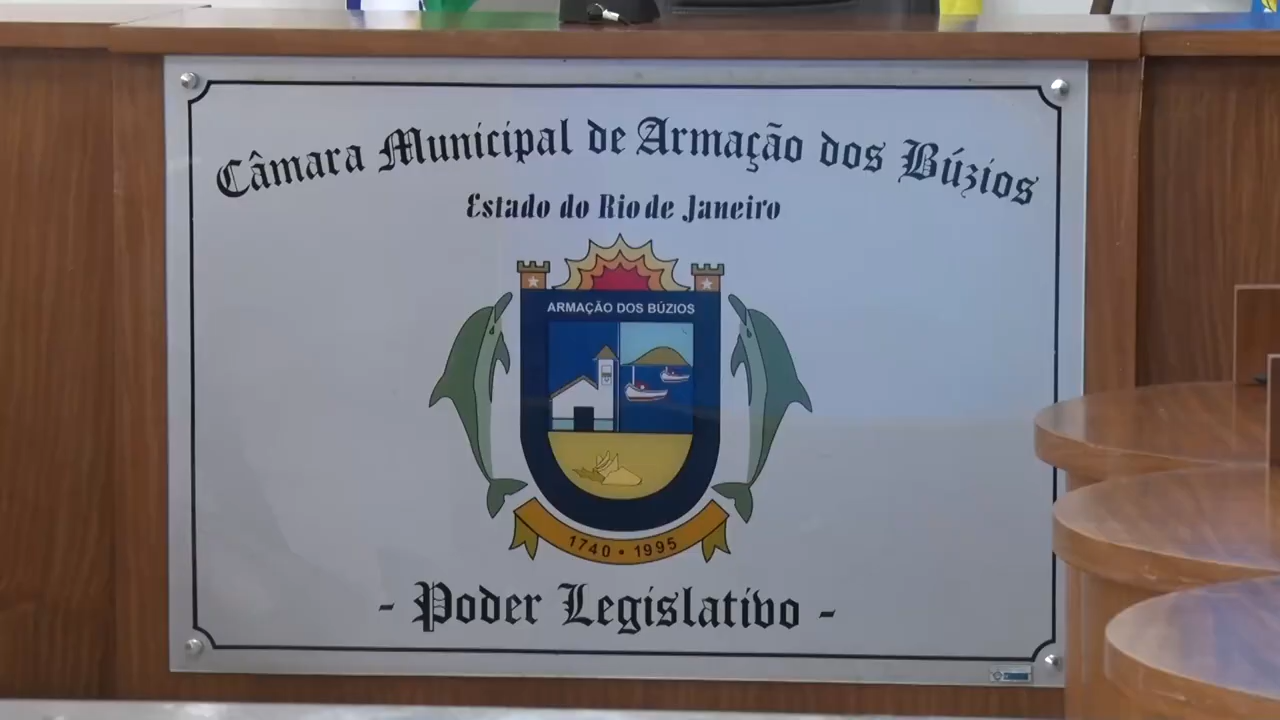 Câmara Municipal de Armação dos Búzios
Estado do Rio de Janeiro
ARMAÇÃO DOS BÚZIOS
1740 • 1995
- Poder Legislativo -